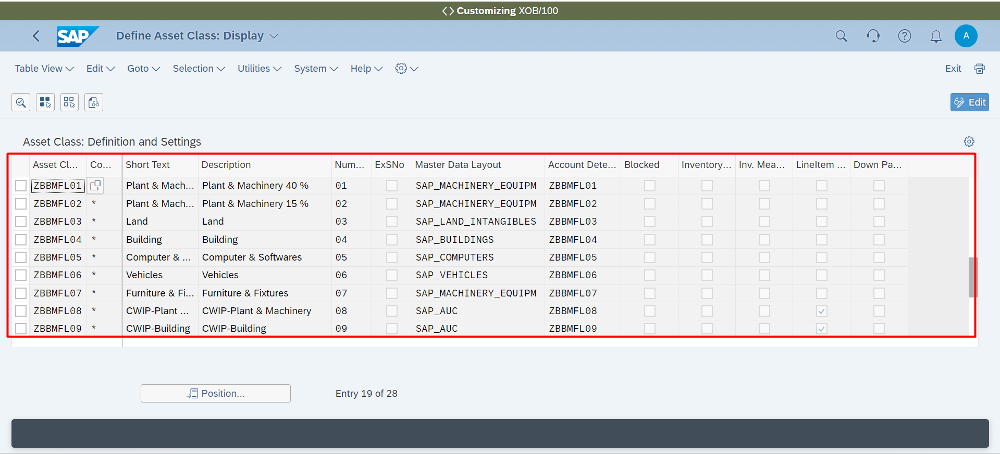 <> Customizing XOB/100
SAP Define Asset Class: Display A
Table View Edit Goto Selection Utilities System Help Exit
Edit
Asset Class: Definition and Settings
Asset Cl... Co... Short Text Description Num... ExSNo Master Data Layout Account Dete... Blocked Inventory... Inv. Mea... LineItem ... Down Pa...
ZBBMFL01 Plant & Mach... Plant & Machinery 40 % 01 SAP_MACHINERY_EQUIPM ZBBMFL01
ZBBMFL02 * Plant & Mach... Plant & Machinery 15 % 02 SAP_MACHINERY_EQUIPM ZBBMFL02
ZBBMFL03 * Land Land 03 SAP_LAND_INTANGIBLES ZBBMFL03
ZBBMFL04 * Building Building 04 SAP_BUILDINGS ZBBMFL04
ZBBMFL05 * Computer & ... Computer & Softwares 05 SAP_COMPUTERS ZBBMFL05
ZBBMFL06 * Vehicles Vehicles 06 SAP_VEHICLES ZBBMFL06
ZBBMFL07 * Furniture & Fi... Furniture & Fixtures 07 SAP_MACHINERY_EQUIPM ZBBMFL07
ZBBMFL08 * CWIP-Plant ... CWIP-Plant & Machinery 08 SAP_AUC ZBBMFL08
ZBBMFL09 * CWIP-Building CWIP-Building 09 SAP_AUC ZBBMFL09
Position... Entry 19 of 28